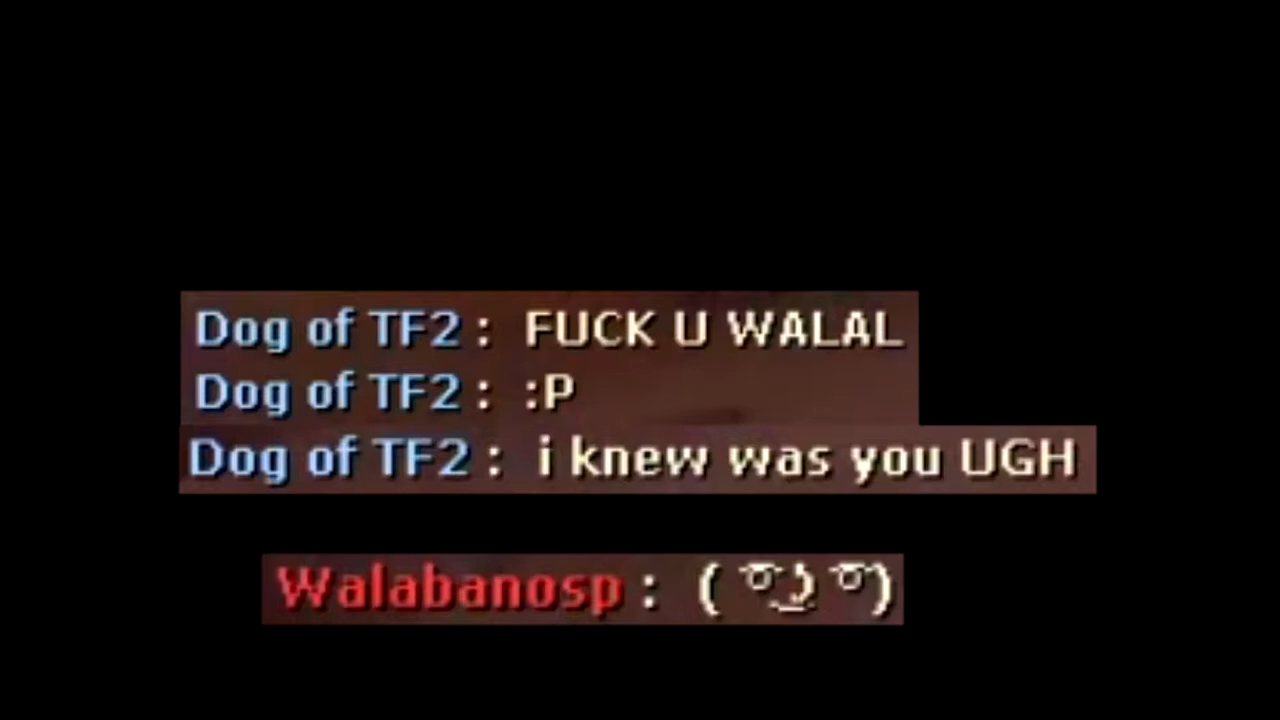 Dog of TF2 :  FUCK U WALAL
Dog of TF2 :  :P
Dog of TF2 :  i knew was you UGH
Walabanosp :  ( ͡° ͜ʖ ͡°)